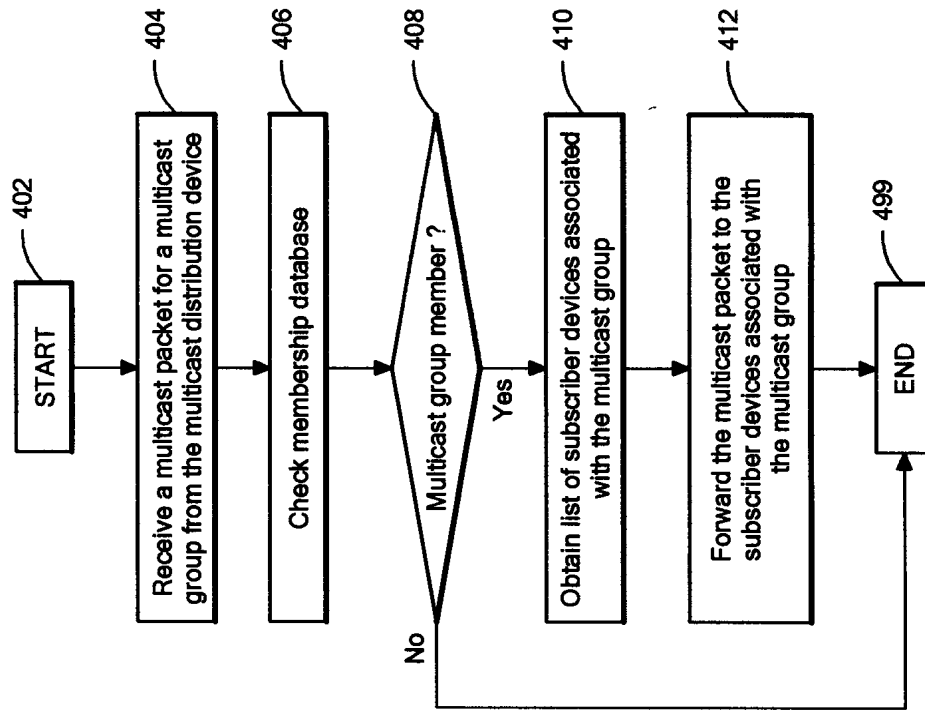 402
START
404
Receive a multicast packet for a multicast
group from the multicast distribution device
406
Check membership database
408
Multicast group member ?
No
Yes
410
Obtain list of subscriber devices associated
with the multicast group
412
Forward the multicast packet to the
subscriber devices associated with
the multicast group
499
END